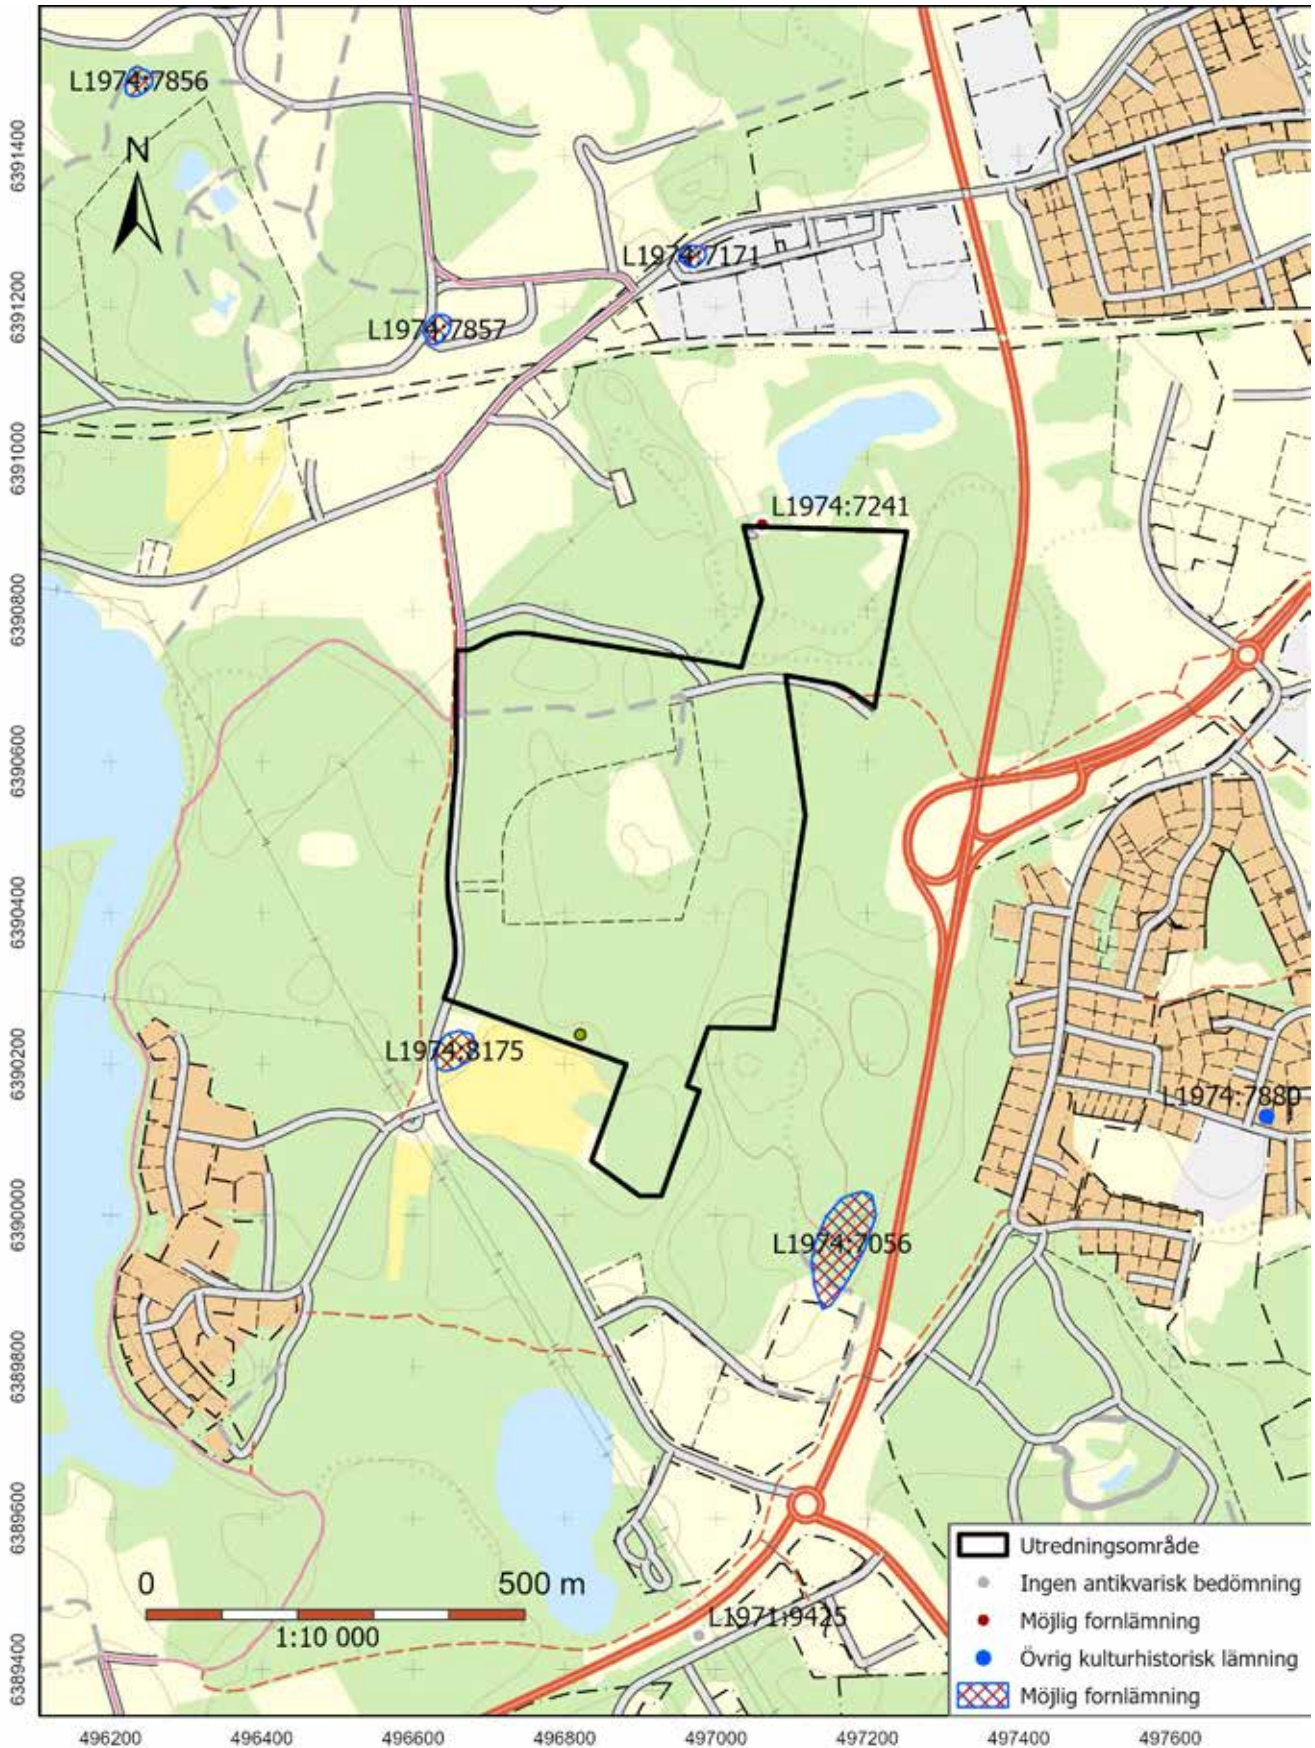 L1974:7856
N
6391400
L1974:7171
6391200
L1974:7857
6391000
L1974:7241
6390800
6390600
6390400
L1974:8175
6390200
L1974:7880
6390000
L1974:7056
6389800
6389600
0 500 m
1:10 000
L1971:9425
6389400
Utredningsområde
Ingen antikvarisk bedömning
Möjlig fornlämning
Övrig kulturhistorisk lämning
Möjlig fornlämning
496200 496400 496600 496800 497000 497200 497400 497600